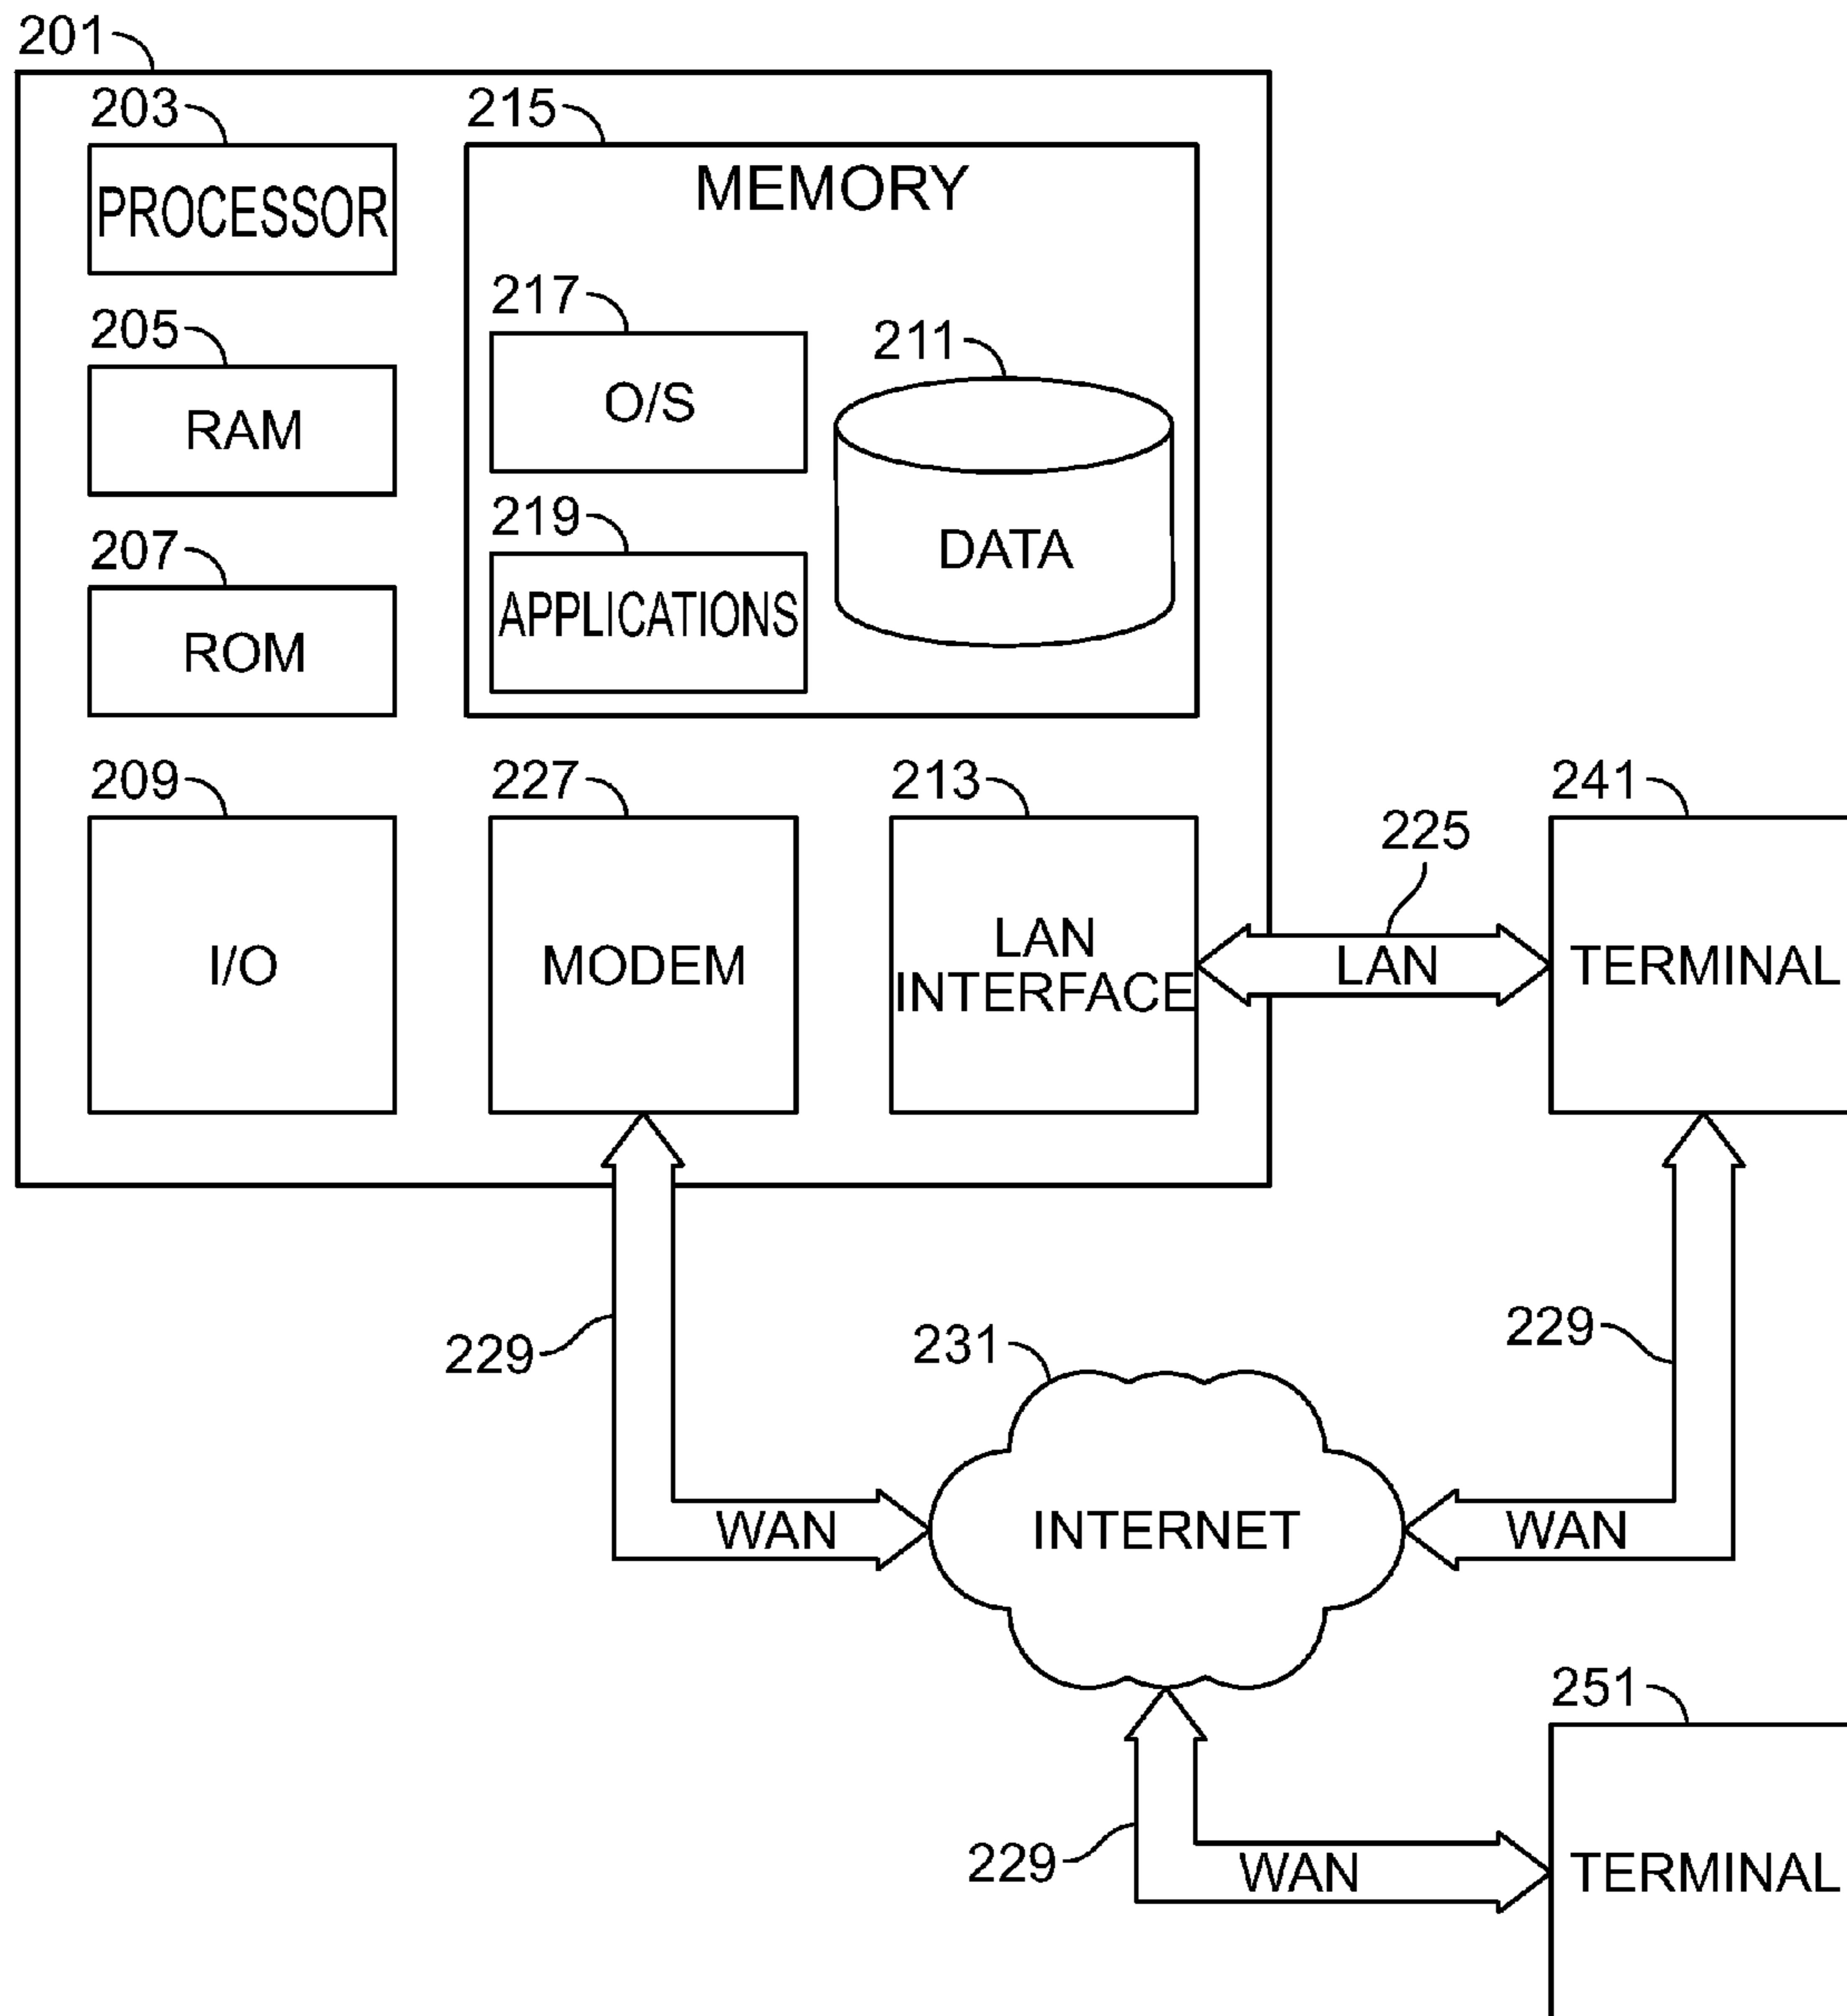 201
203
215
PROCESSOR
MEMORY
217
205
211
O/S
RAM
219
207
DATA
APPLICATIONS
ROM
209
227
213
241
225
I/O
MODEM
LAN
INTERFACE
LAN
TERMINAL
229
231
229
WAN
INTERNET
WAN
251
229
WAN
TERMINAL